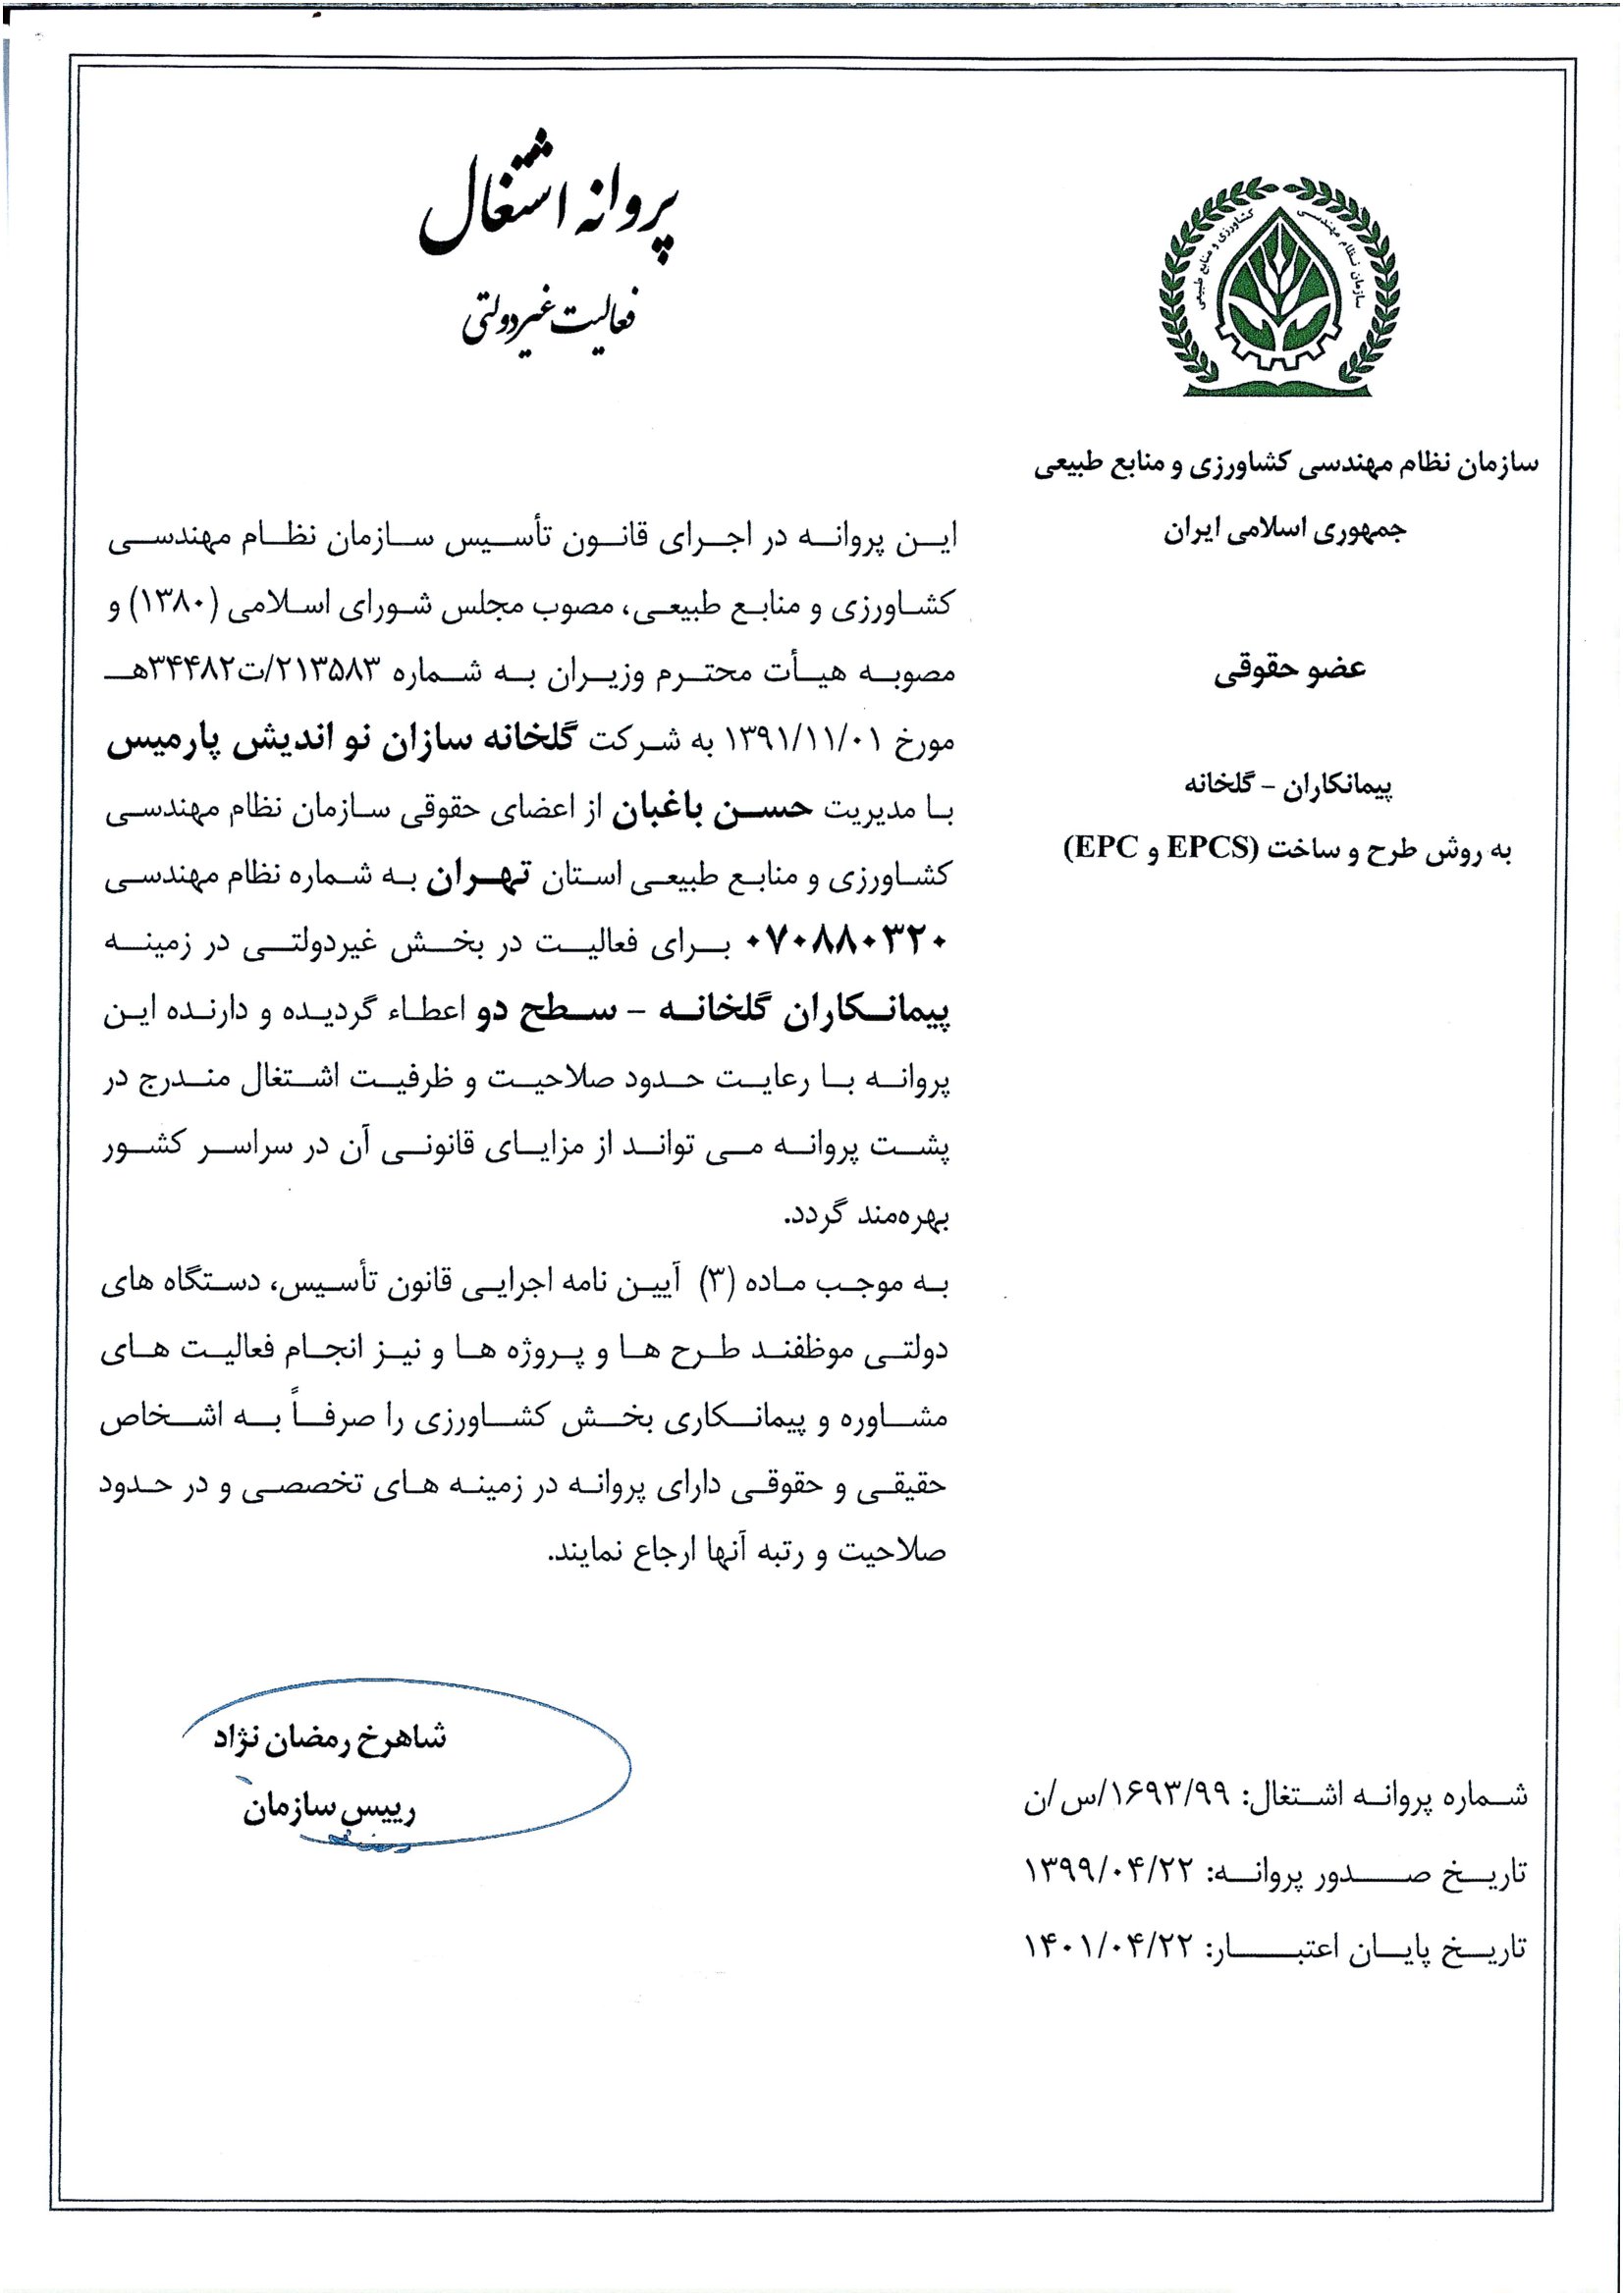 پروانه اشتغال
فعالیت غیردولتی
سازمان نظام مهندسی
کشاورزی و منابع طبیعی
سازمان نظام مهندسی کشاورزی و منابع طبیعی
جمهوری اسلامی ایران
عضو حقوقی
پیمانکاران - گلخانه
به روش طرح و ساخت (EPCS و EPC)
این پروانه در اجرای قانون تأسیس سازمان نظام مهندسی
کشاورزی و منابع طبیعی، مصوب مجلس شورای اسلامی (۱۳۸۰) و
مصوبه هیأت محترم وزیران به شماره ۲۱۳۵۸۳/ت۳۴۴۸۲هـ
مورخ ۱۳۹۱/۱۱/۰۱ به شرکت گلخانه سازان نو اندیش پارمیس
با مدیریت حسن باغبان از اعضای حقوقی سازمان نظام مهندسی
کشاورزی و منابع طبیعی استان تهران به شماره نظام مهندسی
۰۷۰۸۸۰۳۲۰ برای فعالیت در بخش غیردولتی در زمینه
پیمانکاران گلخانه - سطح دو اعطاء گردیده و دارنده این
پروانه با رعایت حدود صلاحیت و ظرفیت اشتغال مندرج در
پشت پروانه می تواند از مزایای قانونی آن در سراسر کشور
بهره‌مند گردد.
به موجب ماده (۳) آیین نامه اجرایی قانون تأسیس، دستگاه های
دولتی موظفند طرح ها و پروژه ها و نیز انجام فعالیت های
مشاوره و پیمانکاری بخش کشاورزی را صرفاً به اشخاص
حقیقی و حقوقی دارای پروانه در زمینه های تخصصی و در حدود
صلاحیت و رتبه آنها ارجاع نمایند.
شاهرخ رمضان نژاد
رییس سازمان
شماره پروانه اشتغال: ۱۶۹۳/۹۹/س/ن
تاریخ صدور پروانه: ۱۳۹۹/۰۴/۲۲
تاریخ پایان اعتبار: ۱۴۰۱/۰۴/۲۲